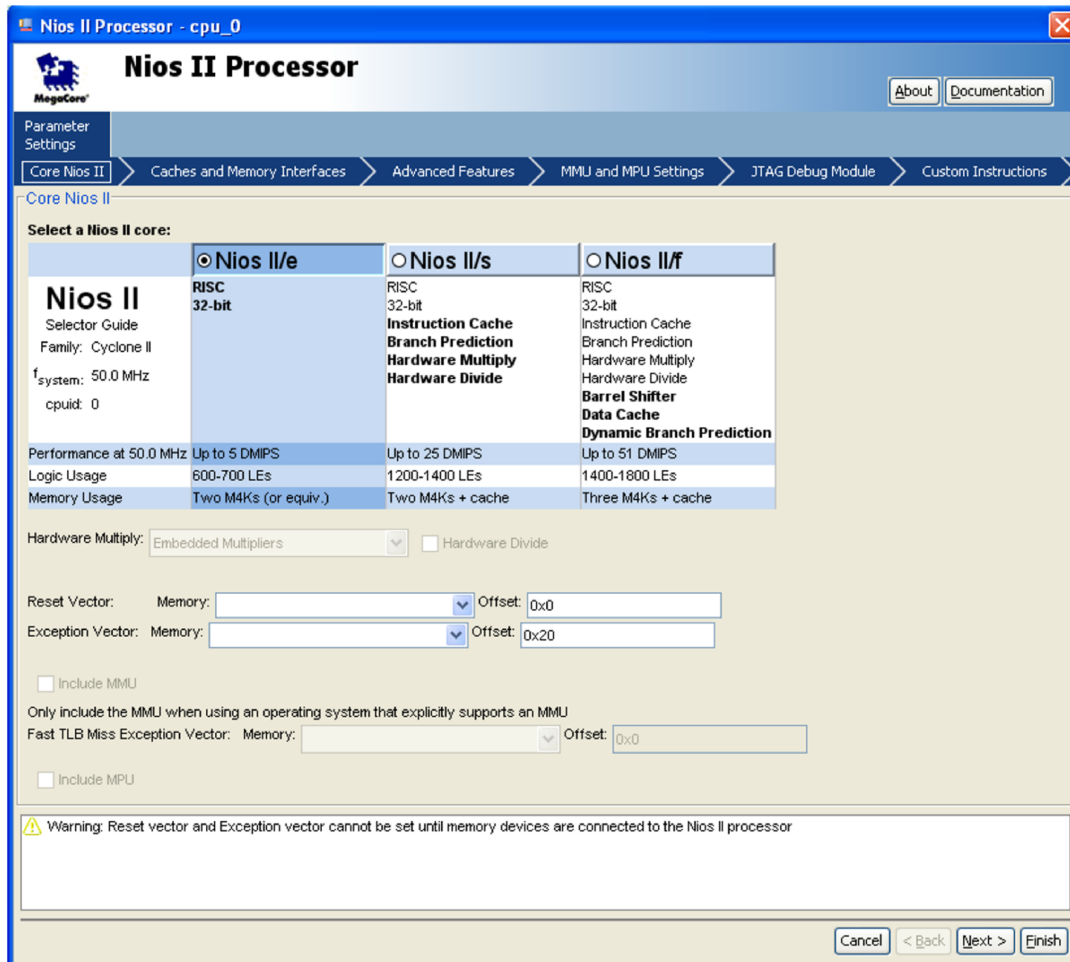 Nios II Processor - cpu_0
MegaCore®
Nios II Processor
About
Documentation
Parameter
Settings
Core Nios II
Caches and Memory Interfaces
Advanced Features
MMU and MPU Settings
JTAG Debug Module
Custom Instructions
Core Nios II
Select a Nios II core:
Nios II/e
Nios II/s
Nios II/f
Nios II
Selector Guide
Family: Cyclone II
fsystem: 50.0 MHz
cpuid: 0
RISC
32-bit
RISC
32-bit
Instruction Cache
Branch Prediction
Hardware Multiply
Hardware Divide
RISC
32-bit
Instruction Cache
Branch Prediction
Hardware Multiply
Hardware Divide
Barrel Shifter
Data Cache
Dynamic Branch Prediction
Performance at 50.0 MHz Up to 5 DMIPS Up to 25 DMIPS Up to 51 DMIPS
Logic Usage 600-700 LEs 1200-1400 LEs 1400-1800 LEs
Memory Usage Two M4Ks (or equiv.) Two M4Ks + cache Three M4Ks + cache
Hardware Multiply: Embedded Multipliers Hardware Divide
Reset Vector: Memory: Offset: 0x0
Exception Vector: Memory: Offset: 0x20
Include MMU
Only include the MMU when using an operating system that explicitly supports an MMU
Fast TLB Miss Exception Vector: Memory: Offset: 0x0
Include MPU
Warning: Reset vector and Exception vector cannot be set until memory devices are connected to the Nios II processor
Cancel
< Back
Next >
Finish